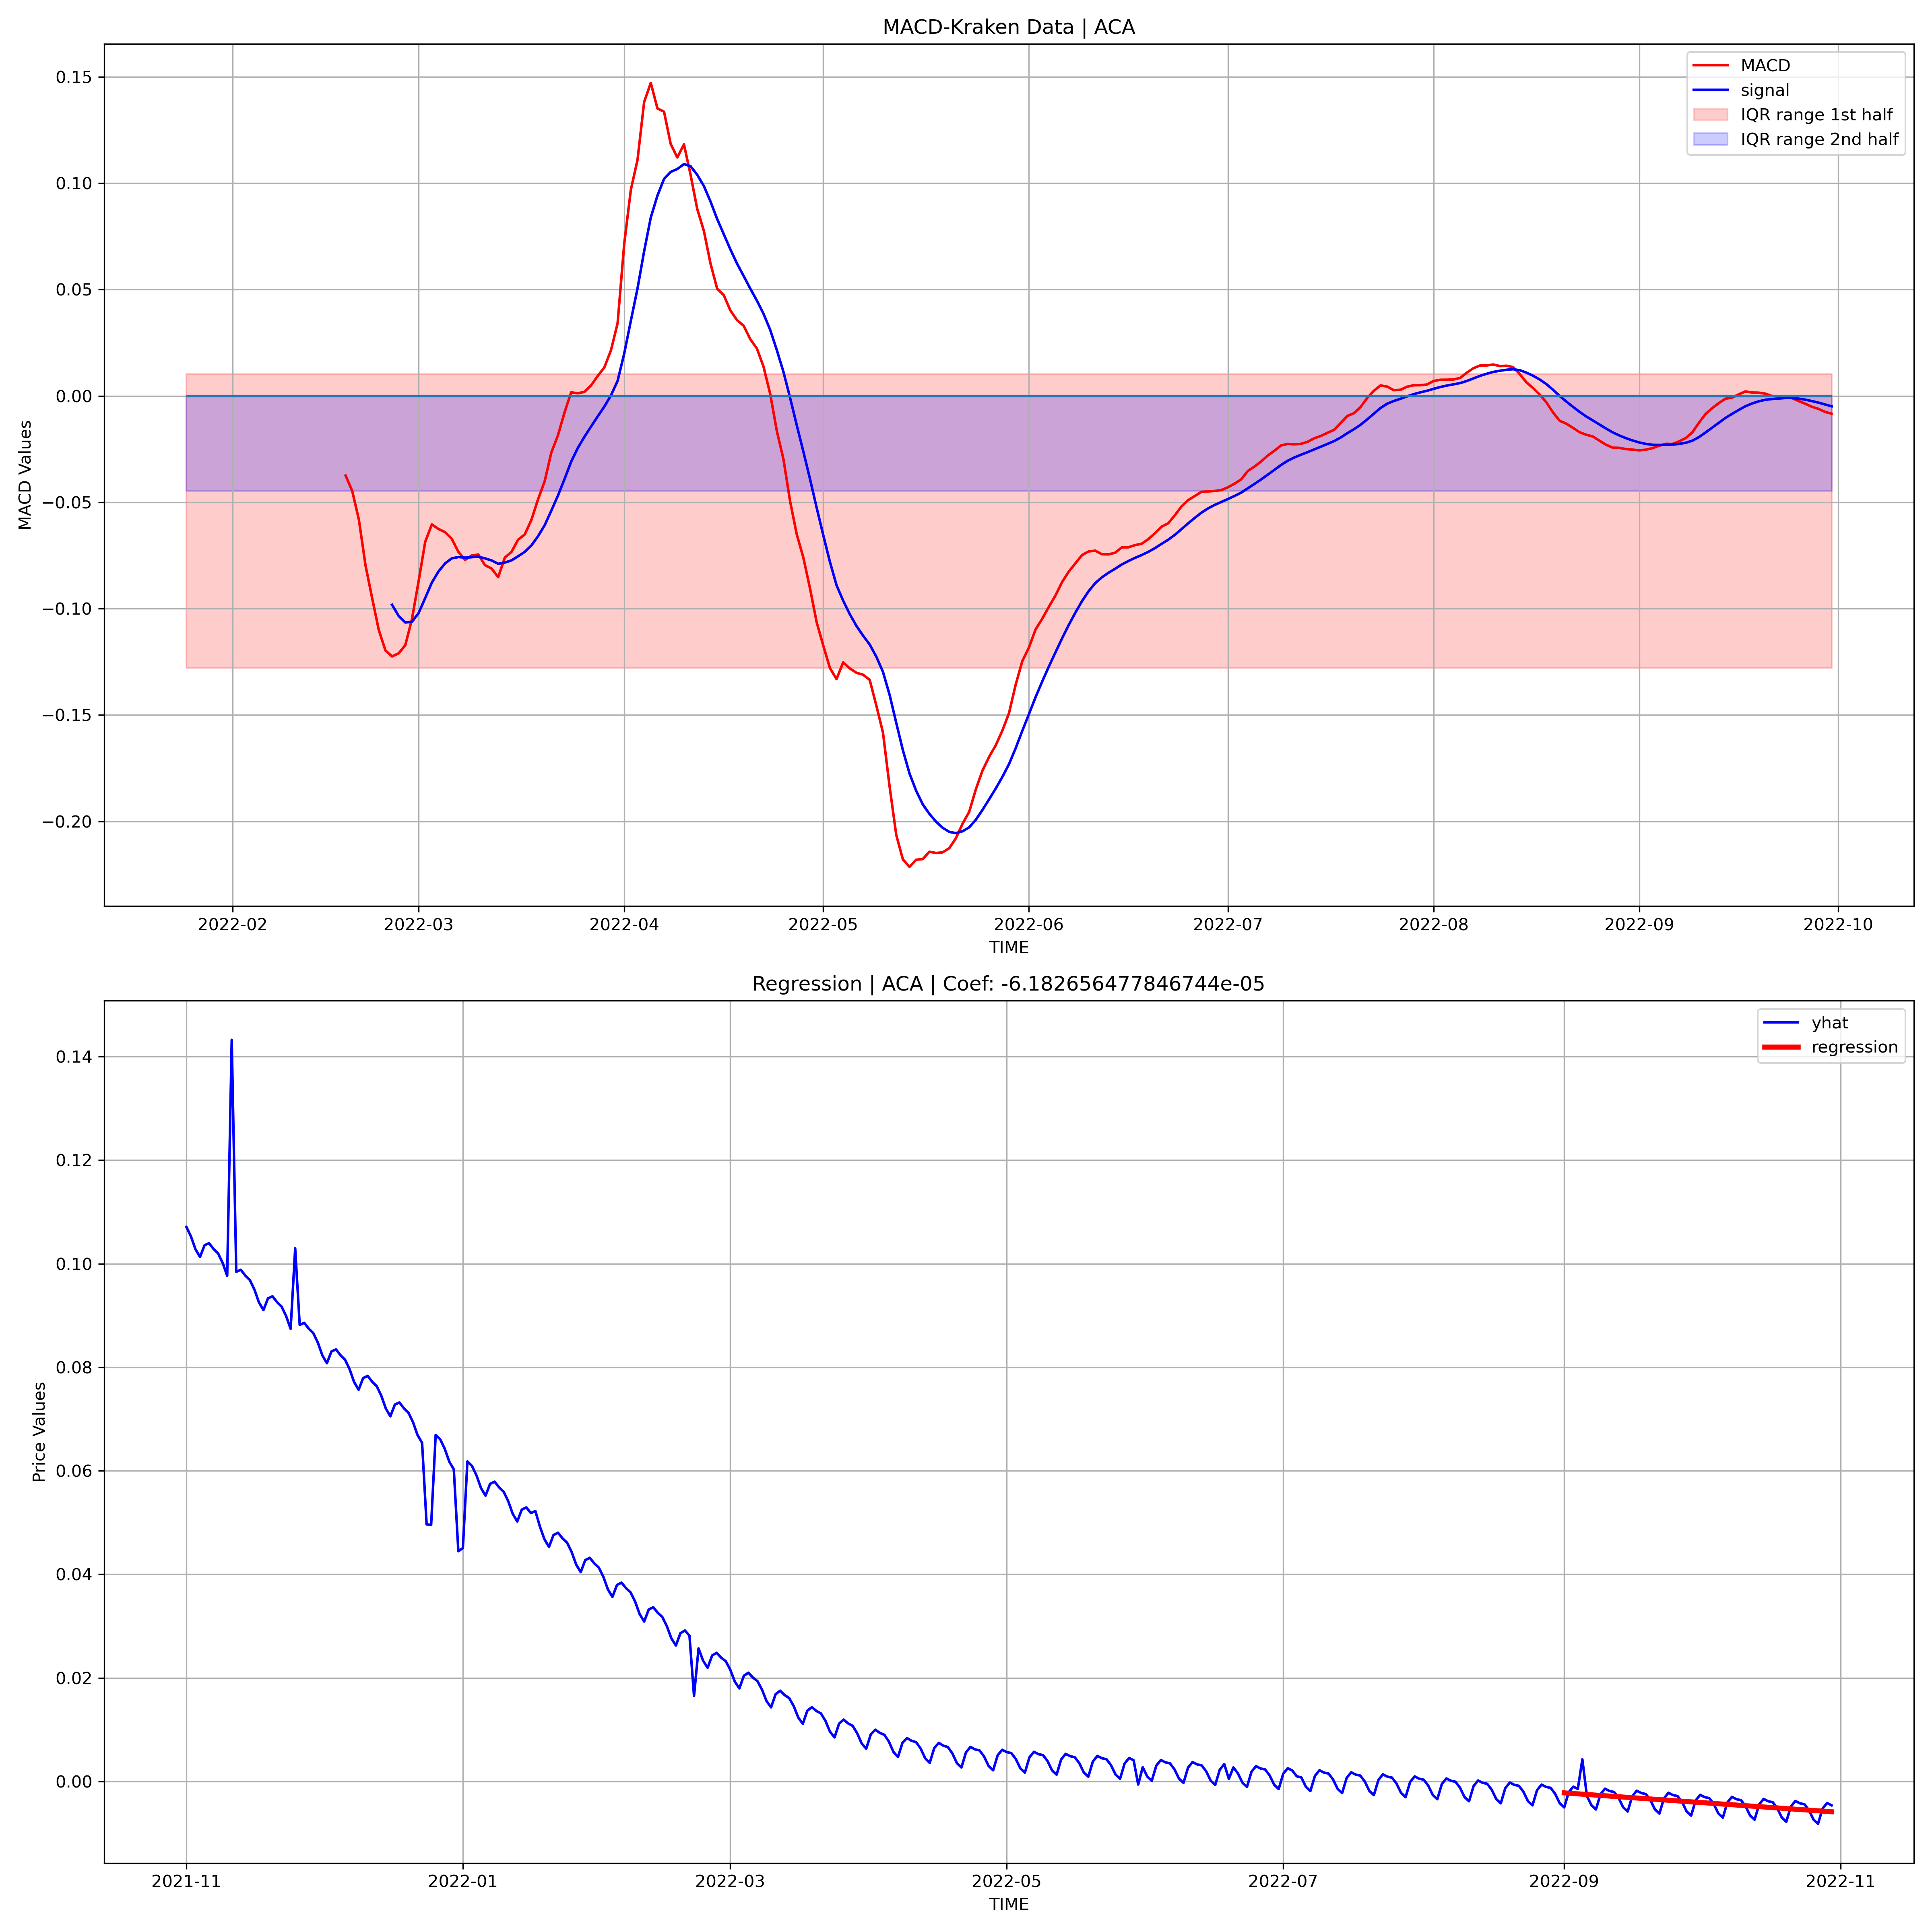 MACD-Kraken Data | ACA
MACD
signal
IQR range 1st half
IQR range 2nd half
0.15
0.10
0.05
0.00
−0.05
−0.10
−0.15
−0.20
MACD Values
2022-02 2022-03 2022-04 2022-05 2022-06 2022-07 2022-08 2022-09 2022-10
TIME
Regression | ACA | Coef: -6.182656477846744e-05
yhat
regression
0.14
0.12
0.10
0.08
0.06
0.04
0.02
0.00
Price Values
2021-11 2022-01 2022-03 2022-05 2022-07 2022-09 2022-11
TIME